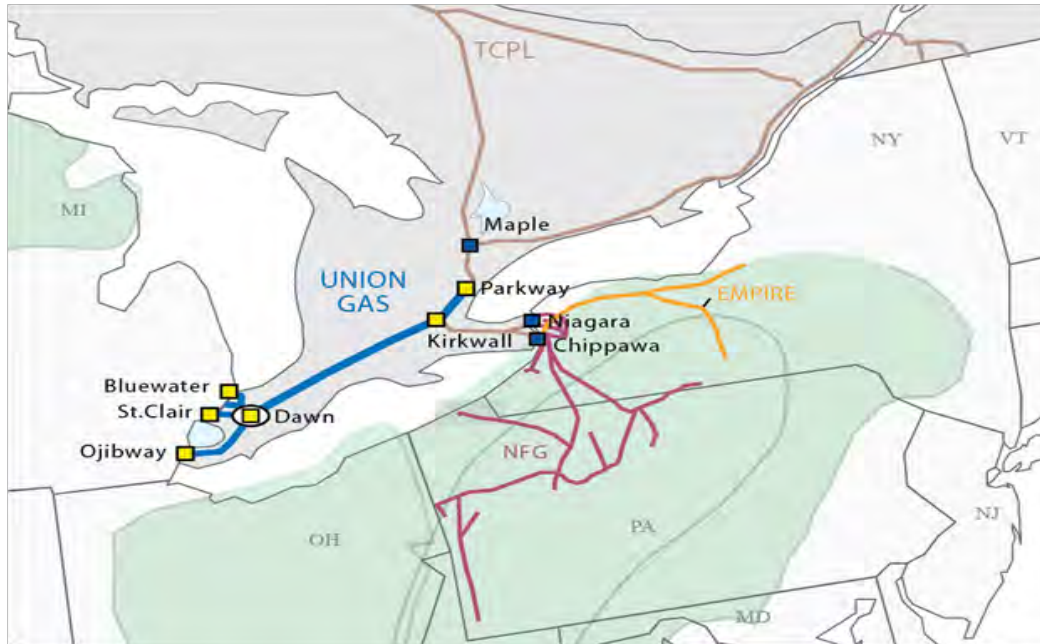 TCPL
NY
VT
MI
Maple
UNION
GAS
Parkway
EMPIRE
Niagara
Kirkwall
Chippawa
Bluewater
St.Clair
Dawn
Ojibway
NFG
OH
PA
NJ
MD